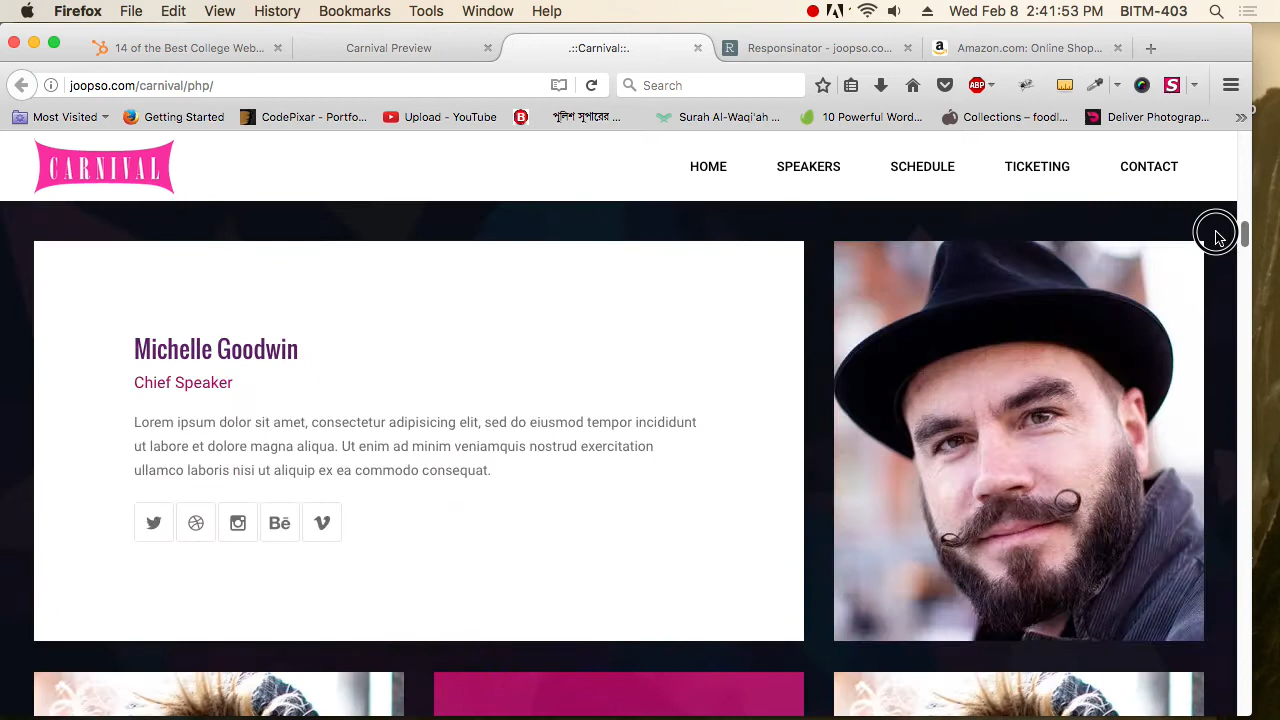 Firefox File Edit View History Bookmarks Tools Window Help Wed Feb 8 2:41:53 PM BITM-403
14 of the Best College Web... Carnival Preview .::Carnival::. Responsive - joopso.co... Amazon.com: Online Shop...
joopso.com/carnival/php/ Search ABP S
Most Visited Getting Started CodePixar - Portfo... Upload - YouTube B Surah Al-Waqi'ah ... 10 Powerful Word... Collections – foodl... Deliver Photograp...
CARNIVAL HOME SPEAKERS SCHEDULE TICKETING CONTACT
Michelle Goodwin
Chief Speaker
Lorem ipsum dolor sit amet, consectetur adipisicing elit, sed do eiusmod tempor incididunt
ut labore et dolore magna aliqua. Ut enim ad minim veniamquis nostrud exercitation
ullamco laboris nisi ut aliquip ex ea commodo consequat.
Bē